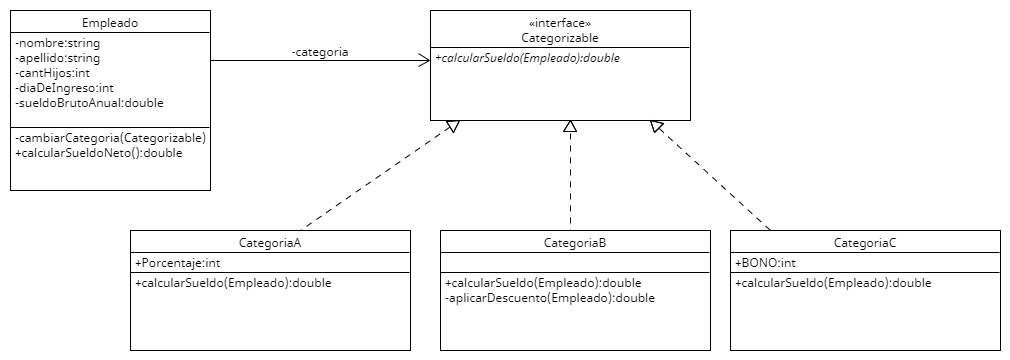 Empleado
-nombre:string
-apellido:string
-cantHijos:int
-diaDeIngreso:int
-sueldoBrutoAnual:double
-cambiarCategoria(Categorizable)
+calcularSueldoNeto():double
-categoria
«interface»
Categorizable
+calcularSueldo(Empleado):double
CategoriaA
+Porcentaje:int
+calcularSueldo(Empleado):double
CategoriaB
+calcularSueldo(Empleado):double
-aplicarDescuento(Empleado):double
CategoriaC
+BONO:int
+calcularSueldo(Empleado):double